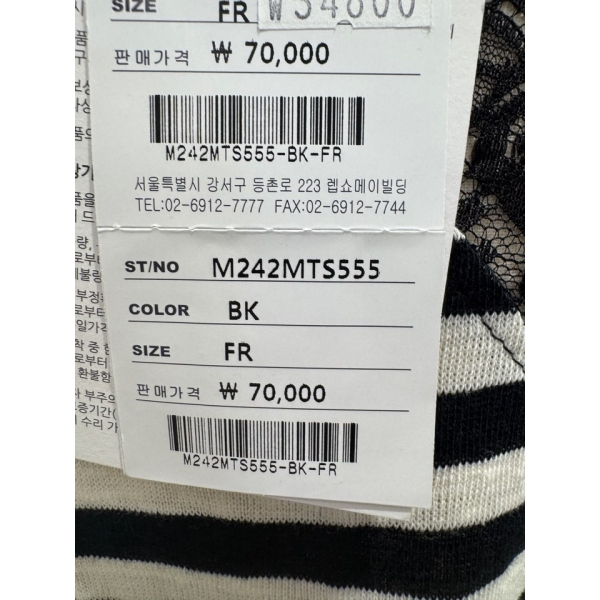 SIZE FR
₩54800
판매가격 ₩ 70,000
M242MTS555-BK-FR
서울특별시 강서구 등촌로 223 렙쇼메이빌딩
TEL:02-6912-7777 FAX:02-6912-7744
ST/NO M242MTS555
COLOR BK
SIZE FR
판매가격 ₩ 70,000
M242MTS555-BK-FR